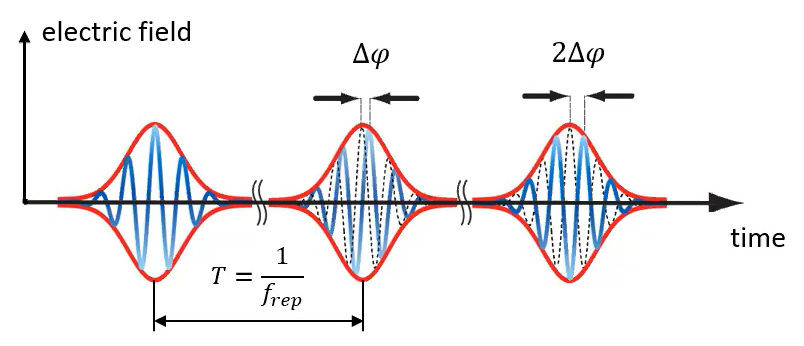 electric field
Δφ
2Δφ
T = 1/f_rep
time